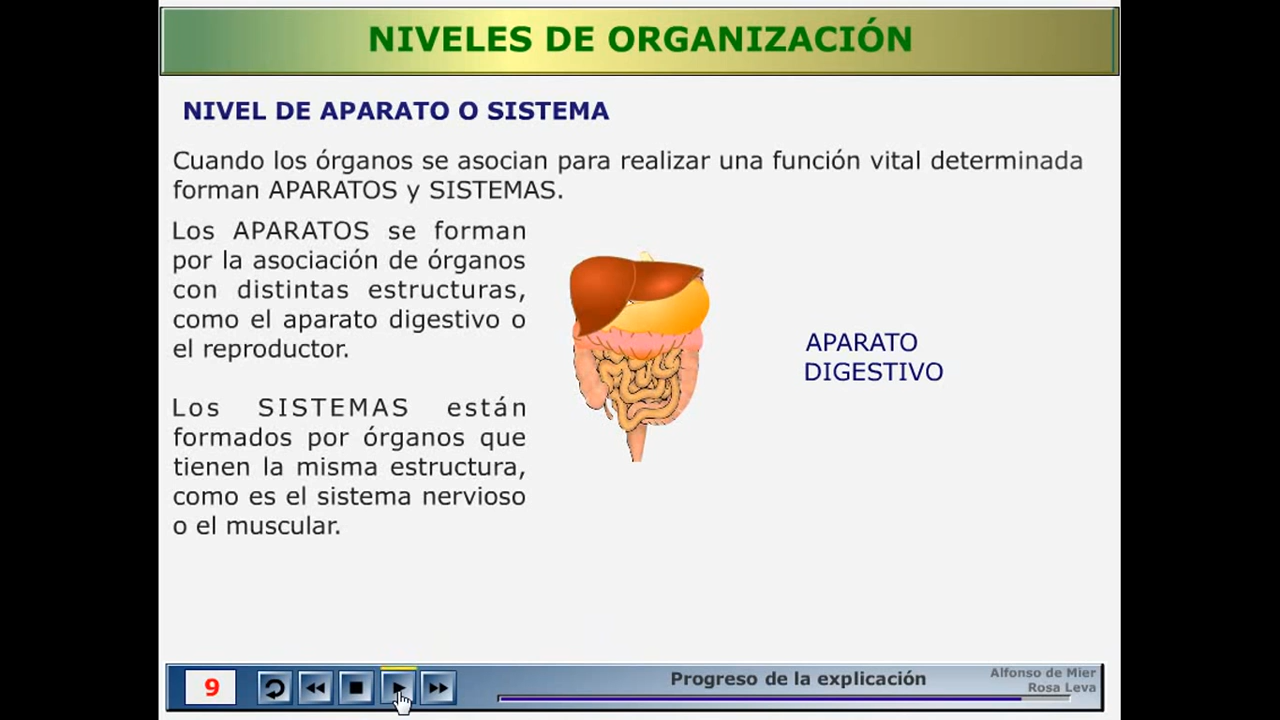 NIVELES DE ORGANIZACIÓN
NIVEL DE APARATO O SISTEMA
Cuando los órganos se asocian para realizar una función vital determinada
forman APARATOS y SISTEMAS.
Los APARATOS se forman
por la asociación de órganos
con distintas estructuras,
como el aparato digestivo o
el reproductor.
Los SISTEMAS están
formados por órganos que
tienen la misma estructura,
como es el sistema nervioso
o el muscular.
APARATO
DIGESTIVO
9
Progreso de la explicación
Alfonso de Mier
Rosa Leva